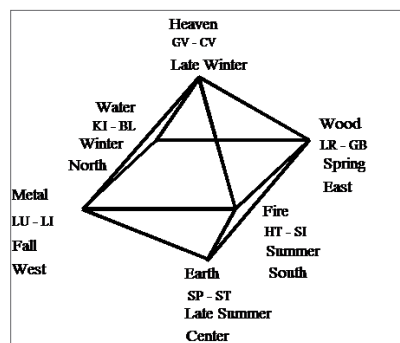 Heaven
GV - CV
Late Winter
Water
KI - BL
Winter
North
Wood
LR - GB
Spring
East
Metal
LU - LI
Fall
West
Fire
HT - SI
Summer
South
Earth
SP - ST
Late Summer
Center